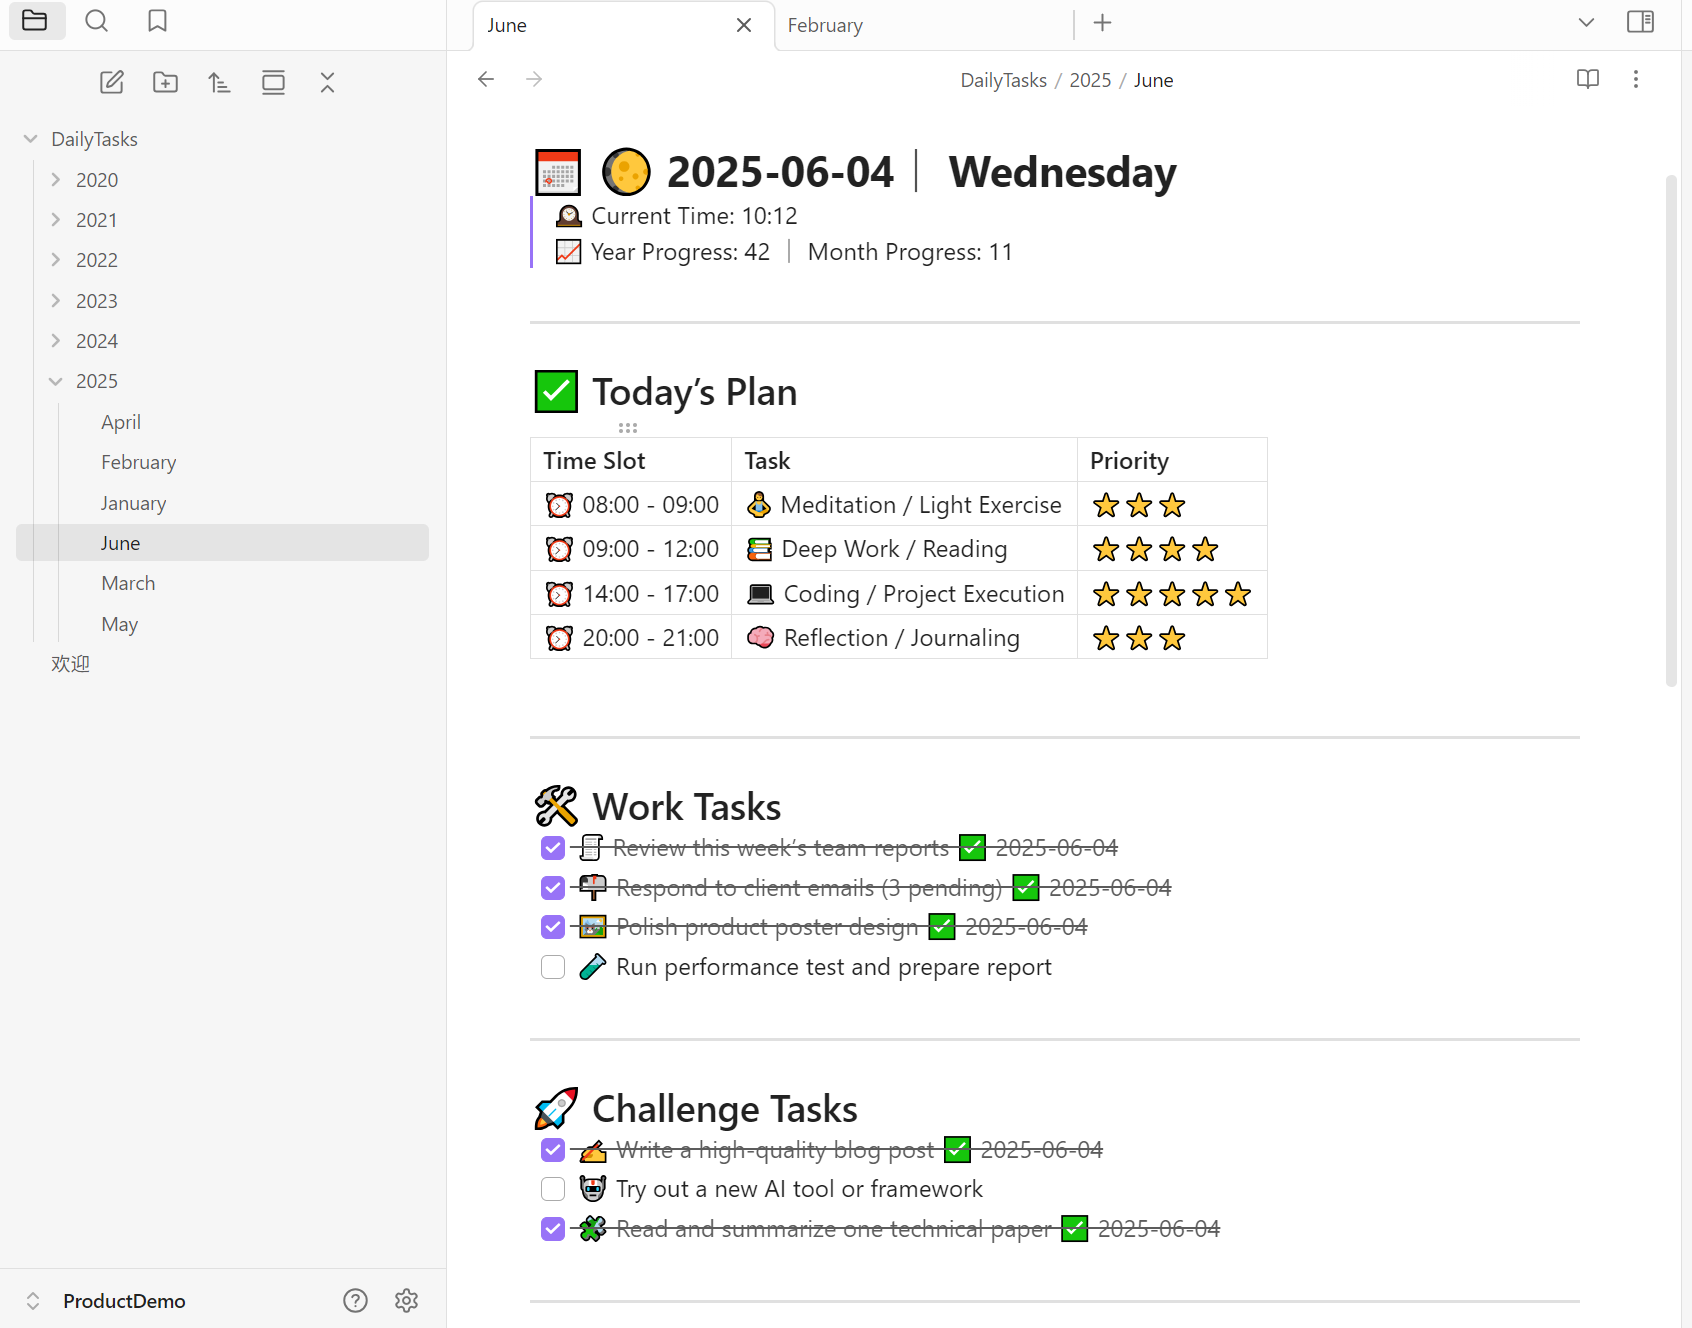 June
February
DailyTasks / 2025 / June
DailyTasks
2020
2021
2022
2023
2024
2025
April
February
January
June
March
May
欢迎
ProductDemo
2025-06-04 | Wednesday
Current Time: 10:12
Year Progress: 42 | Month Progress: 11
Today’s Plan
Time Slot Task Priority
08:00 - 09:00 Meditation / Light Exercise
09:00 - 12:00 Deep Work / Reading
14:00 - 17:00 Coding / Project Execution
20:00 - 21:00 Reflection / Journaling
Work Tasks
Review this week’s team reports 2025-06-04
Respond to client emails (3 pending) 2025-06-04
Polish product poster design 2025-06-04
Run performance test and prepare report
Challenge Tasks
Write a high-quality blog post 2025-06-04
Try out a new AI tool or framework
Read and summarize one technical paper 2025-06-04